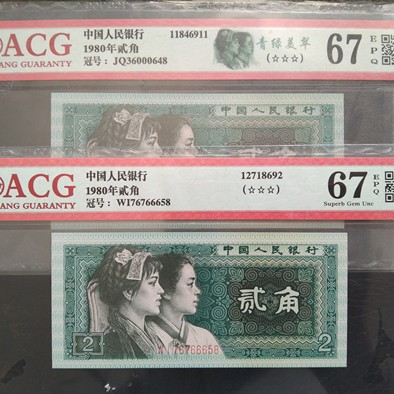 ACG
ANG GUARANTY
中国人民银行
1980年贰角
冠号：JQ36000648
11846911
青绿美翠
(☆☆☆)
67
EPQ
中国人民银行
ACG
ANG GUARANTY
中国人民银行
1980年贰角
冠号：WI76766658
12718692
(☆☆☆)
67
EPQ
Superb Gem Unc
中国人民银行
贰角
2
WI76766658
2